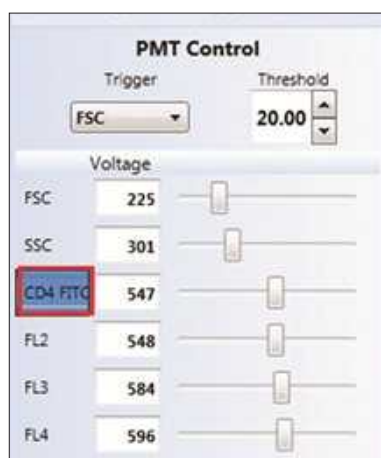 PMT Control
Trigger Threshold
FSC 20.00
Voltage
FSC 225
SSC 301
CD4 FITC 547
FL2 548
FL3 584
FL4 596